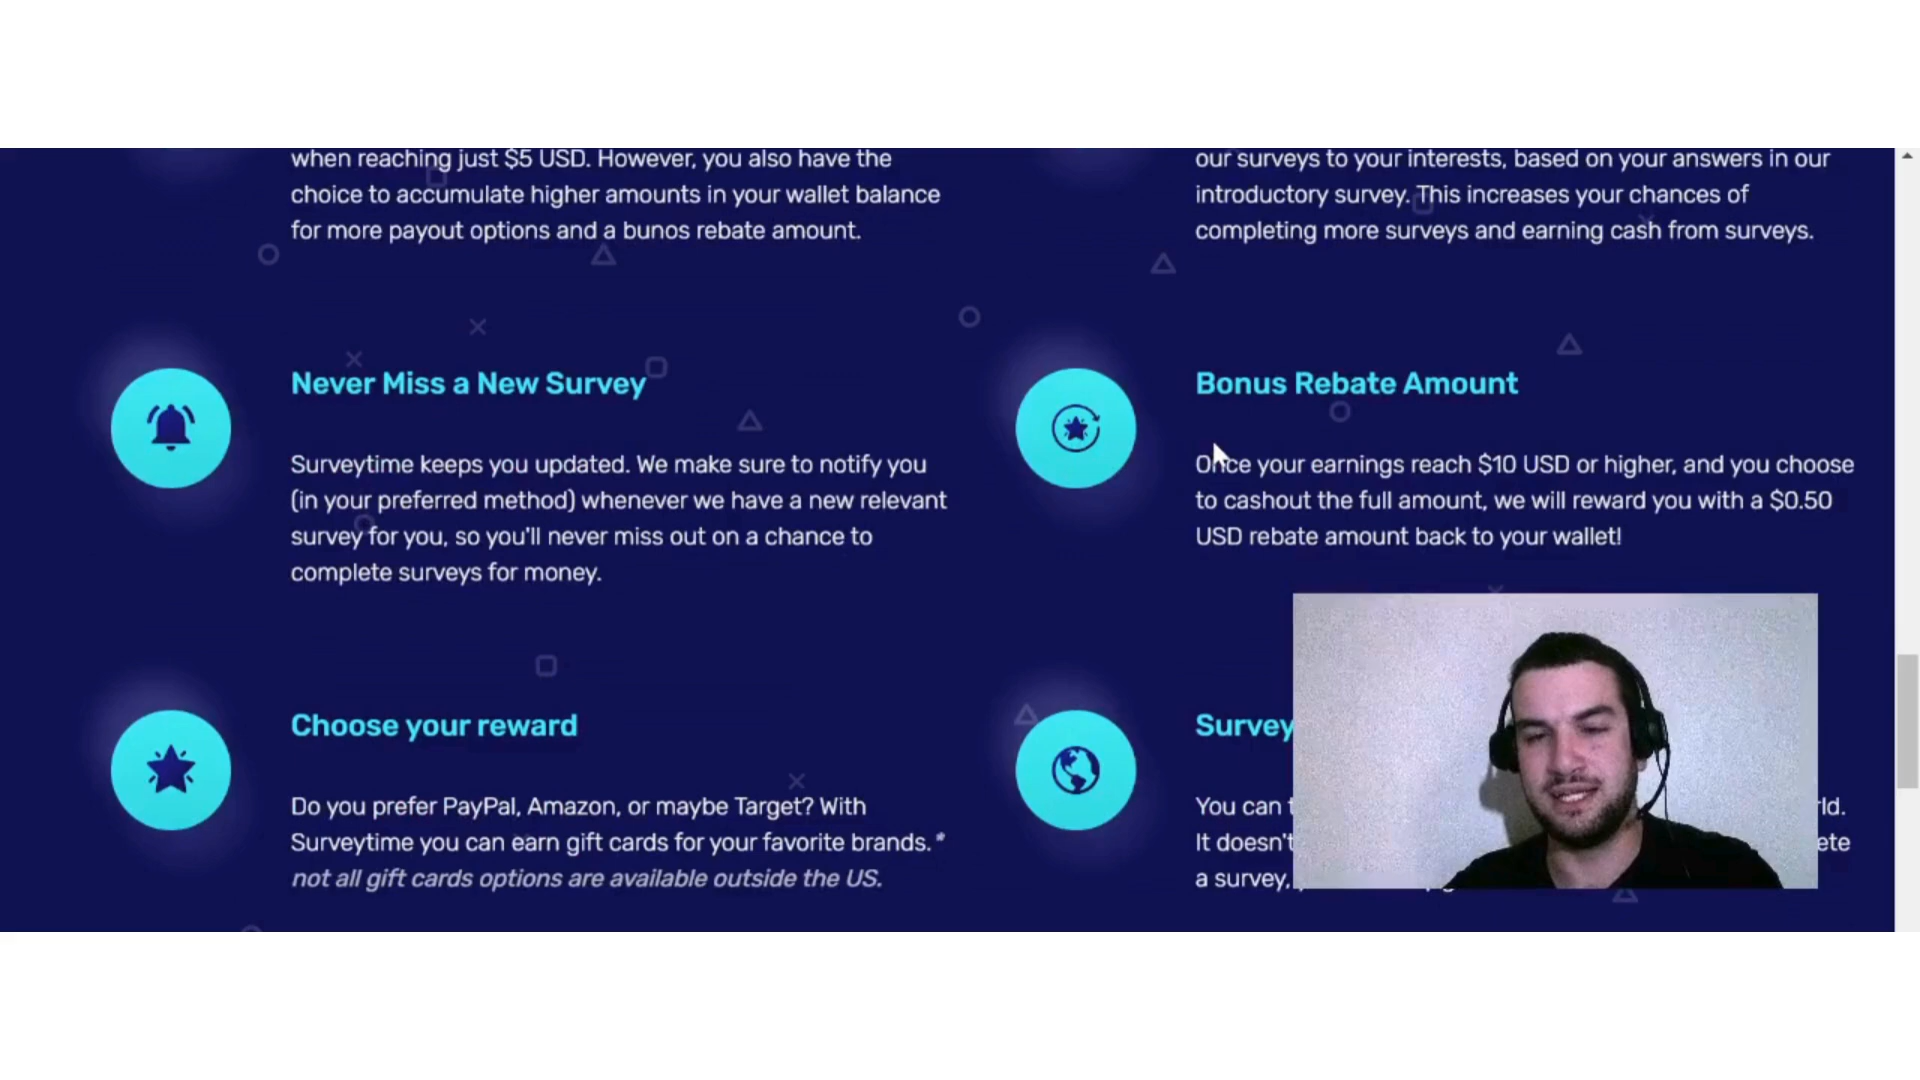 when reaching just $5 USD. However, you also have the
choice to accumulate higher amounts in your wallet balance
for more payout options and a bunos rebate amount.
our surveys to your interests, based on your answers in our
introductory survey. This increases your chances of
completing more surveys and earning cash from surveys.
Never Miss a New Survey
Surveytime keeps you updated. We make sure to notify you
(in your preferred method) whenever we have a new relevant
survey for you, so you'll never miss out on a chance to
complete surveys for money.
Bonus Rebate Amount
Once your earnings reach $10 USD or higher, and you choose
to cashout the full amount, we will reward you with a $0.50
USD rebate amount back to your wallet!
Choose your reward
Do you prefer PayPal, Amazon, or maybe Target? With
Surveytime you can earn gift cards for your favorite brands. *
not all gift cards options are available outside the US.
Survey
You can
It doesn't
a survey,